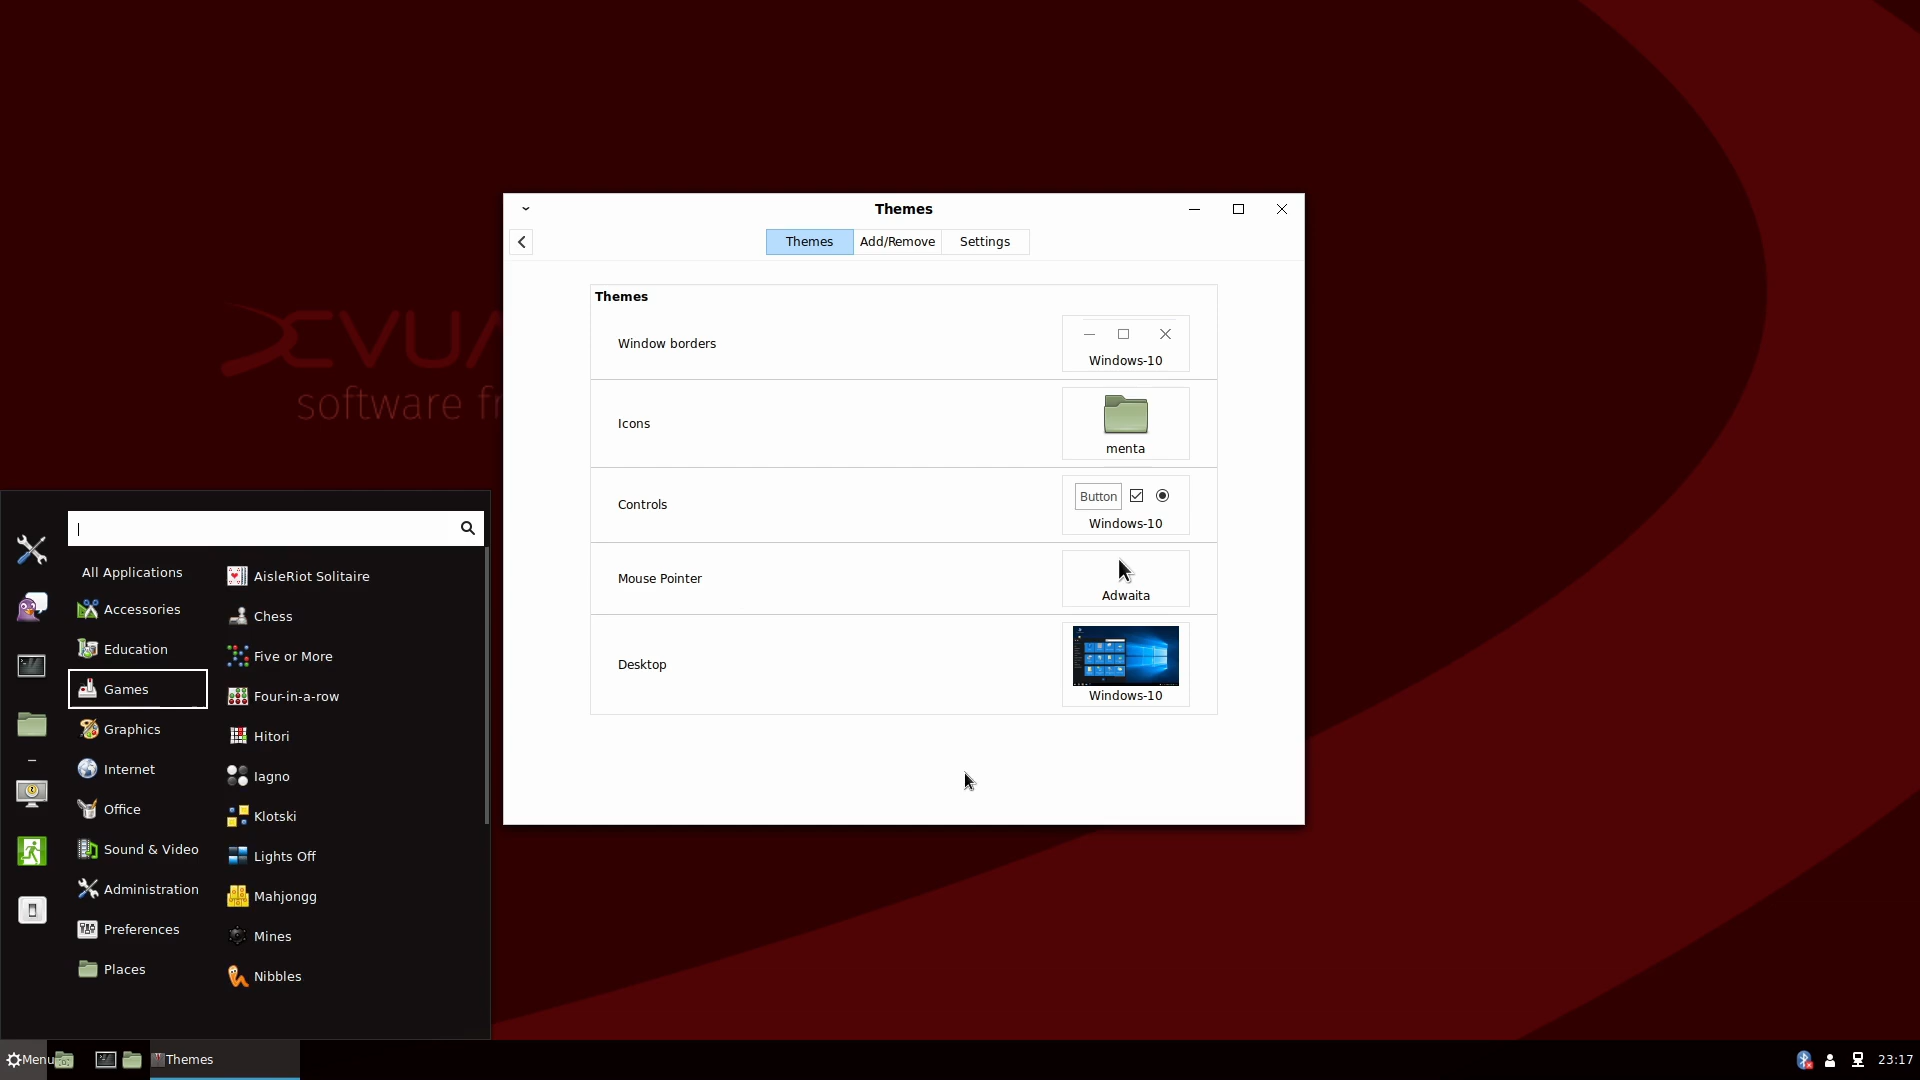 Themes
Themes
Add/Remove
Settings
Themes
Window borders
Windows-10
Icons
menta
Controls
Button
Windows-10
Mouse Pointer
Adwaita
Desktop
Windows-10
software fr
All Applications
Accessories
Education
Games
Graphics
Internet
Office
Sound & Video
Administration
Preferences
Places
AisleRiot Solitaire
Chess
Five or More
Four-in-a-row
Hitori
Iagno
Klotski
Lights Off
Mahjongg
Mines
Nibbles
Menu
Themes
23:17